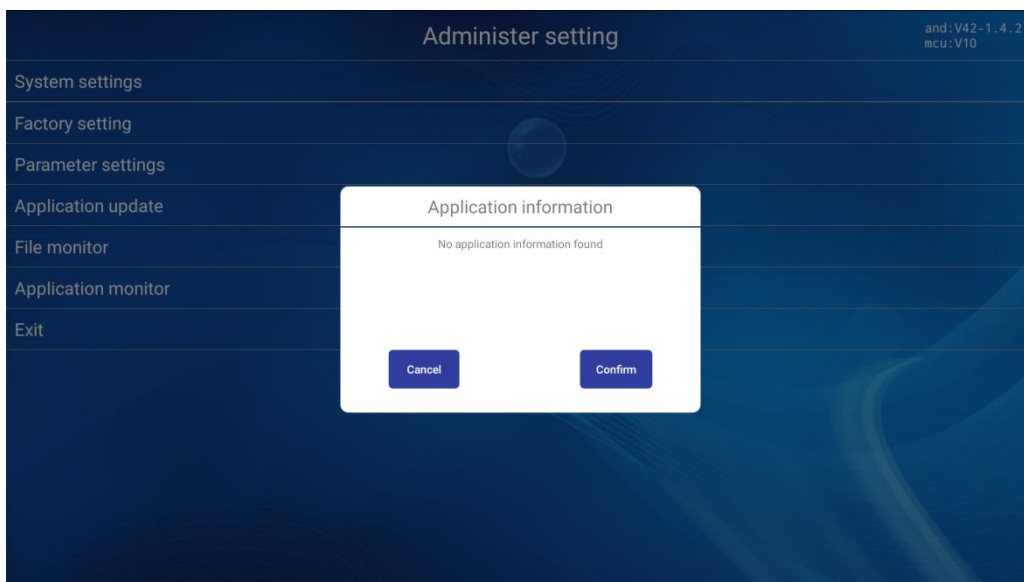 Administer setting
and:V42-1.4.2
mcu:V10
System settings
Factory setting
Parameter settings
Application update
File monitor
Application monitor
Exit
Application information
No application information found
Cancel
Confirm